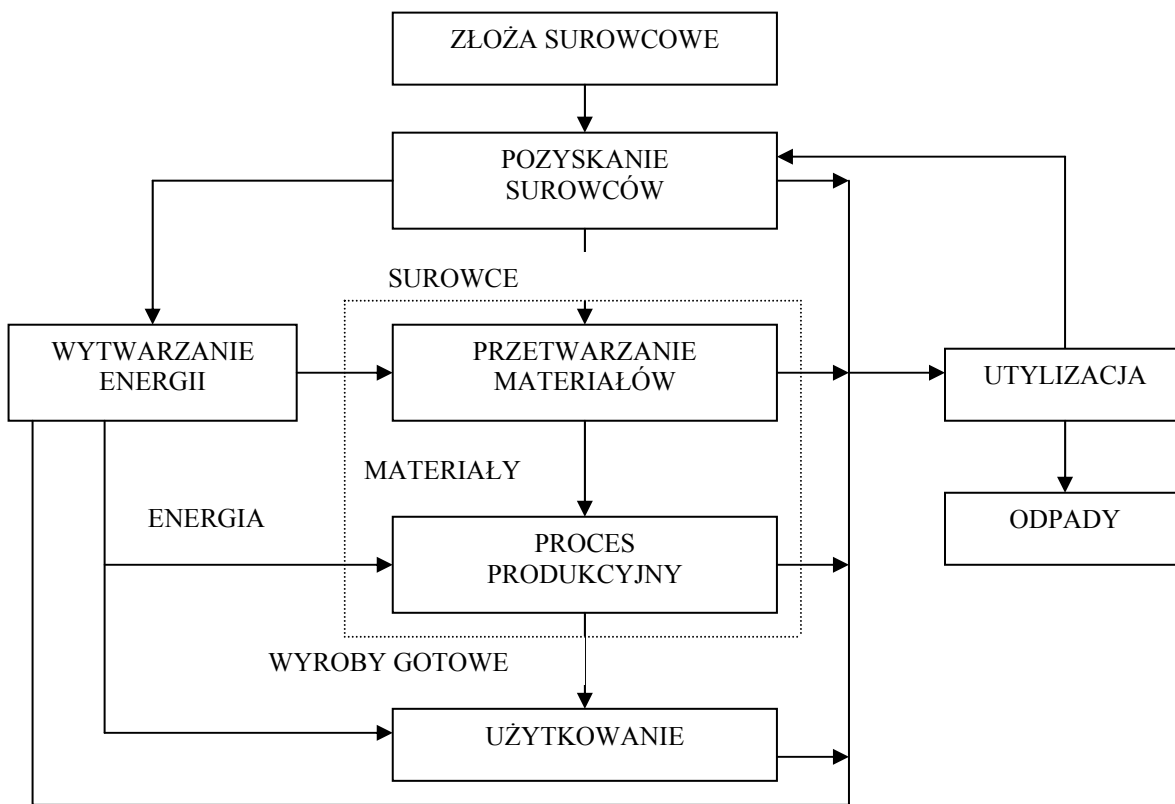 ZŁOŻA SUROWCOWE
POZYSKANIE
SUROWCÓW
SUROWCE
WYTWARZANIE
ENERGII
PRZETWARZANIE
MATERIAŁÓW
UTYLIZACJA
MATERIAŁY
ENERGIA
PROCES
PRODUKCYJNY
ODPADY
WYROBY GOTOWE
UŻYTKOWANIE